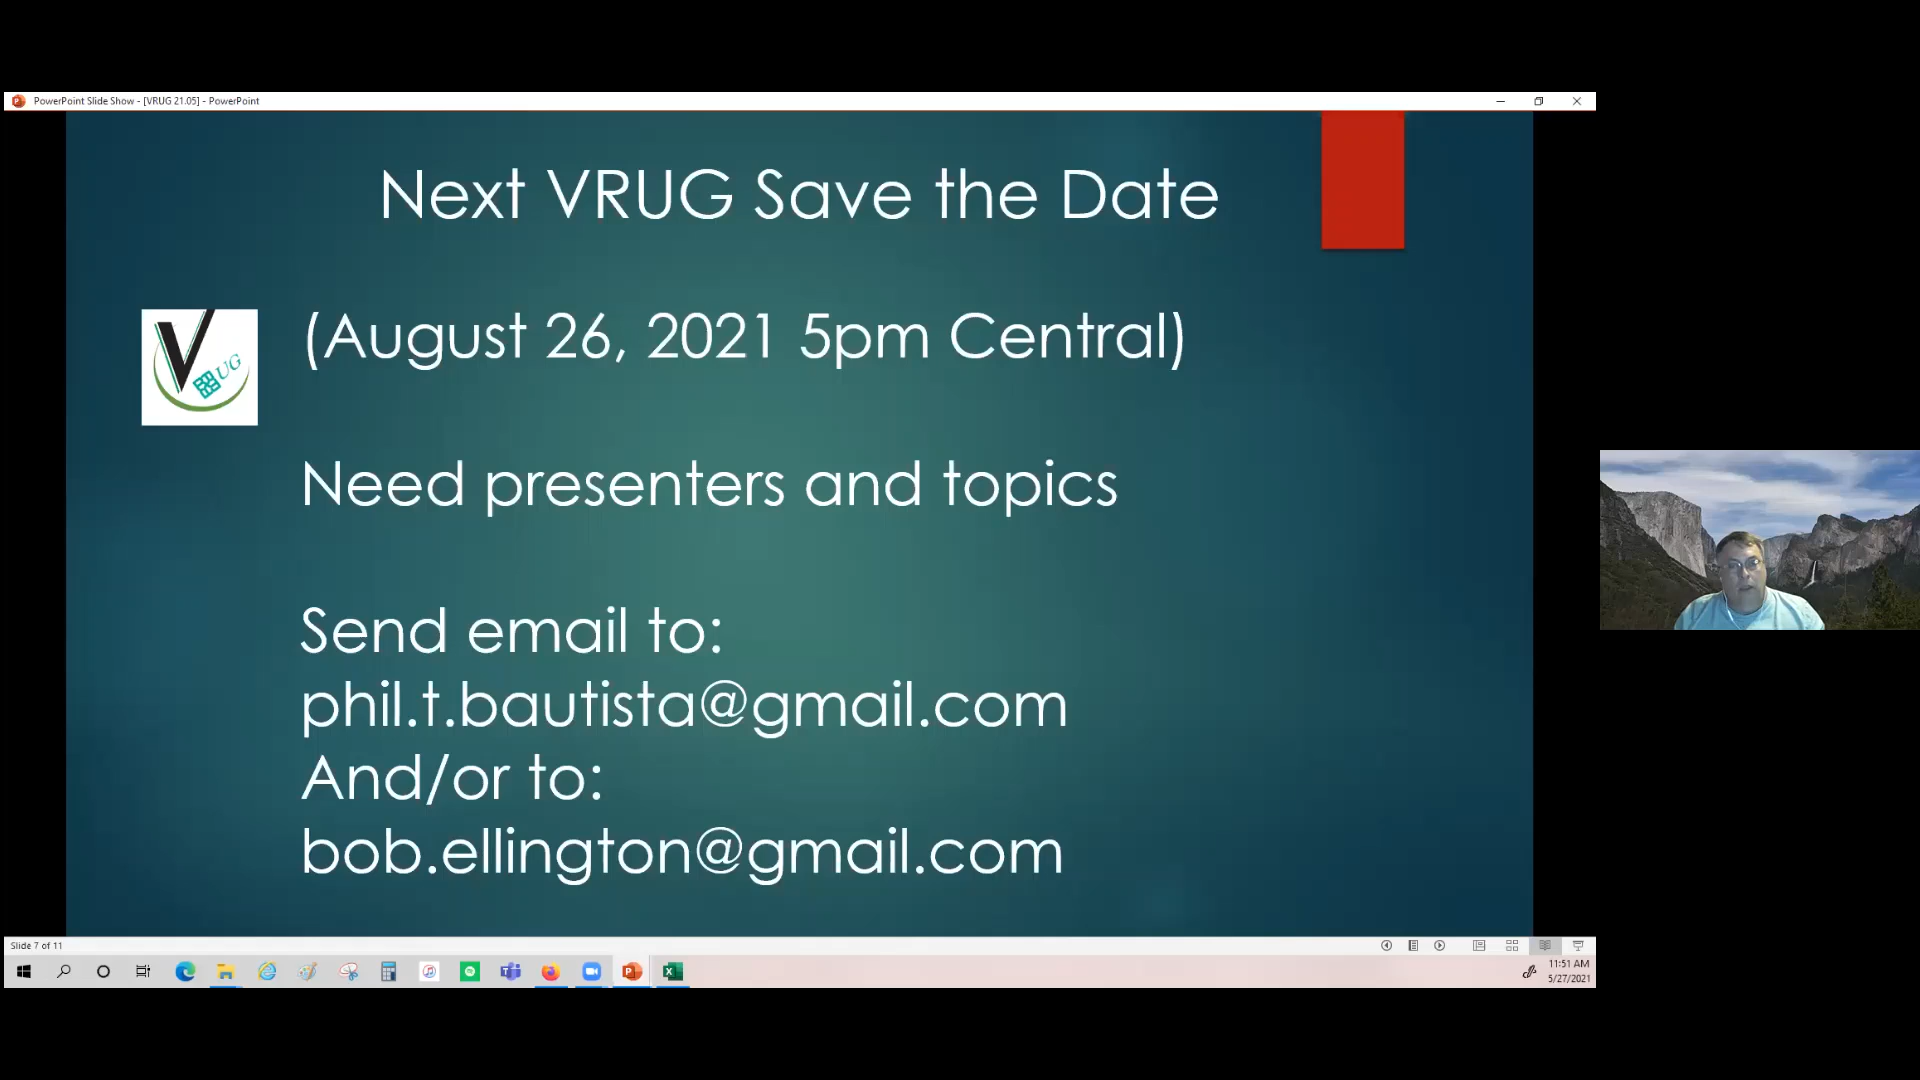 PowerPoint Slide Show - [VRUG 21.05] - PowerPoint
Next VRUG Save the Date
V UG
(August 26, 2021 5pm Central)
Need presenters and topics
Send email to:
phil.t.bautista@gmail.com
And/or to:
bob.ellington@gmail.com
Slide 7 of 11
11:51 AM
5/27/2021